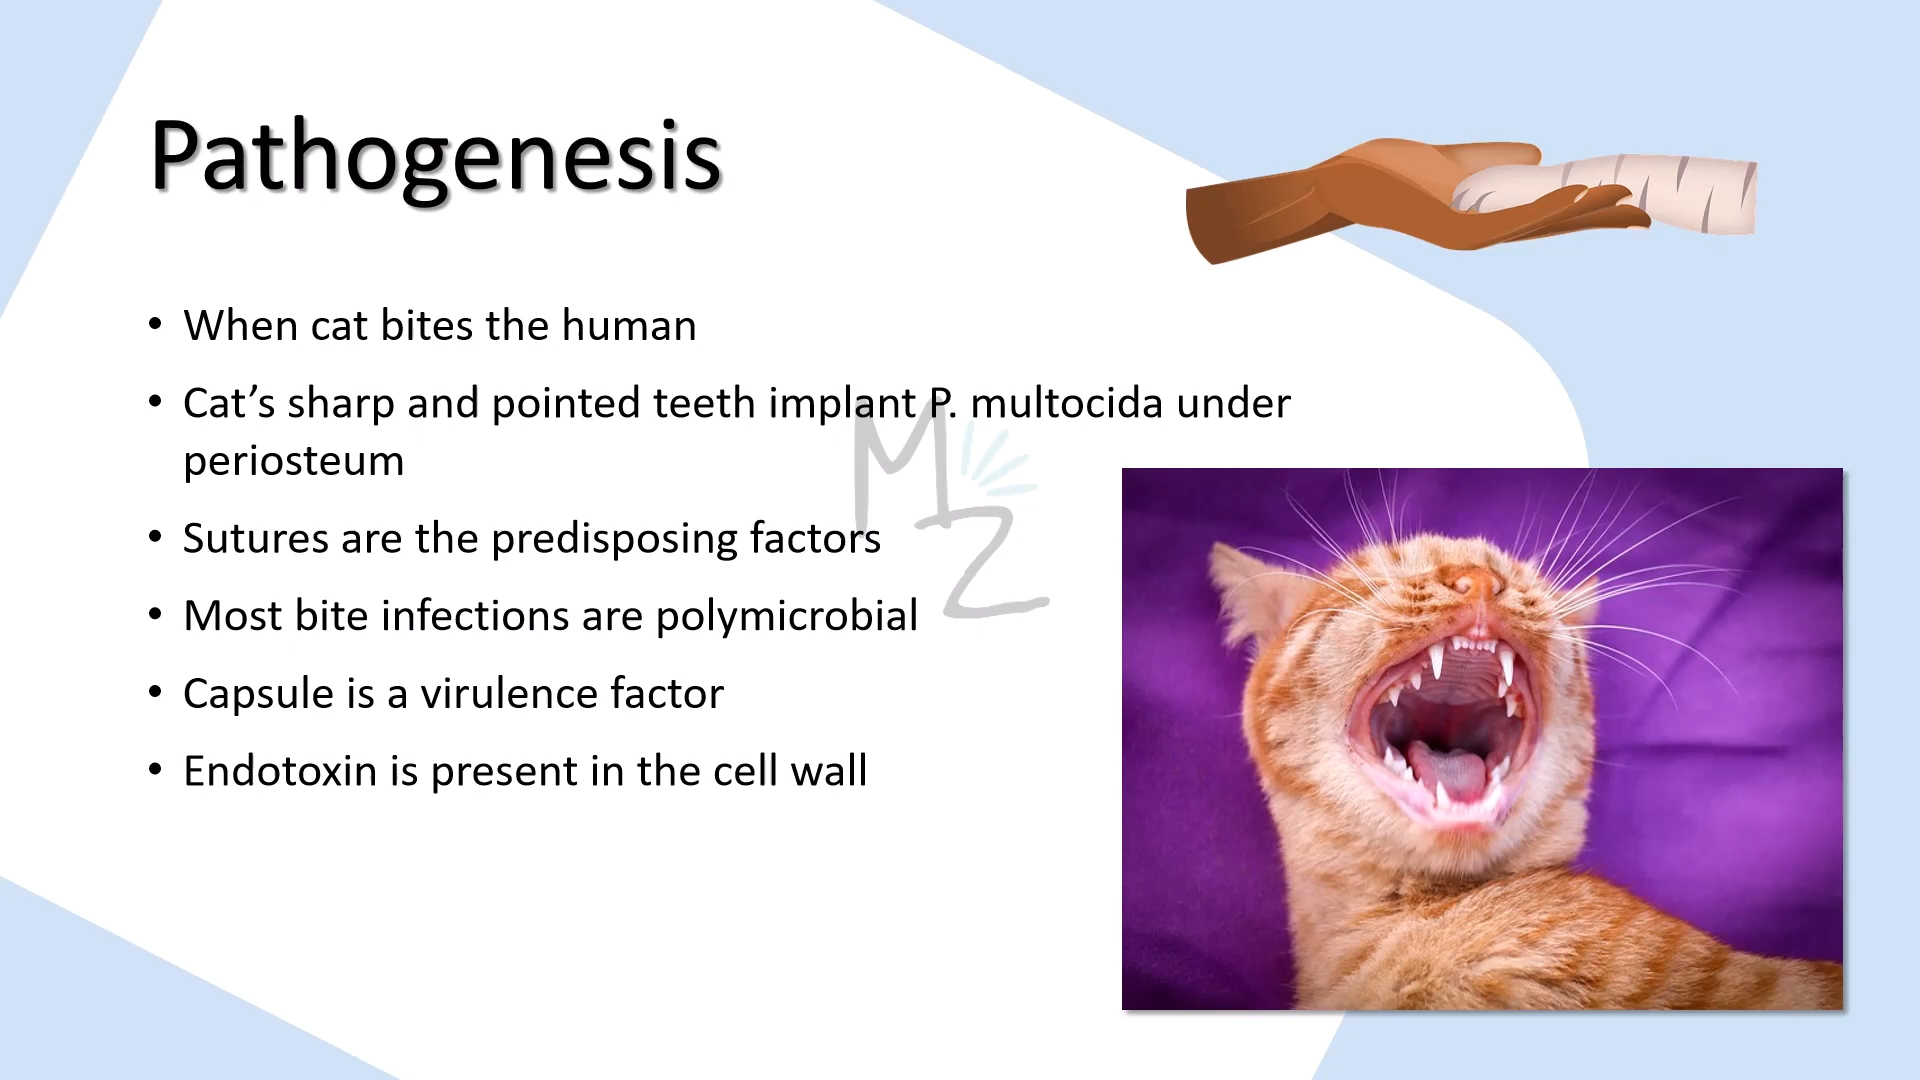 Pathogenesis
• When cat bites the human
• Cat’s sharp and pointed teeth implant P. multocida under
periosteum
• Sutures are the predisposing factors
• Most bite infections are polymicrobial
• Capsule is a virulence factor
• Endotoxin is present in the cell wall
MZ